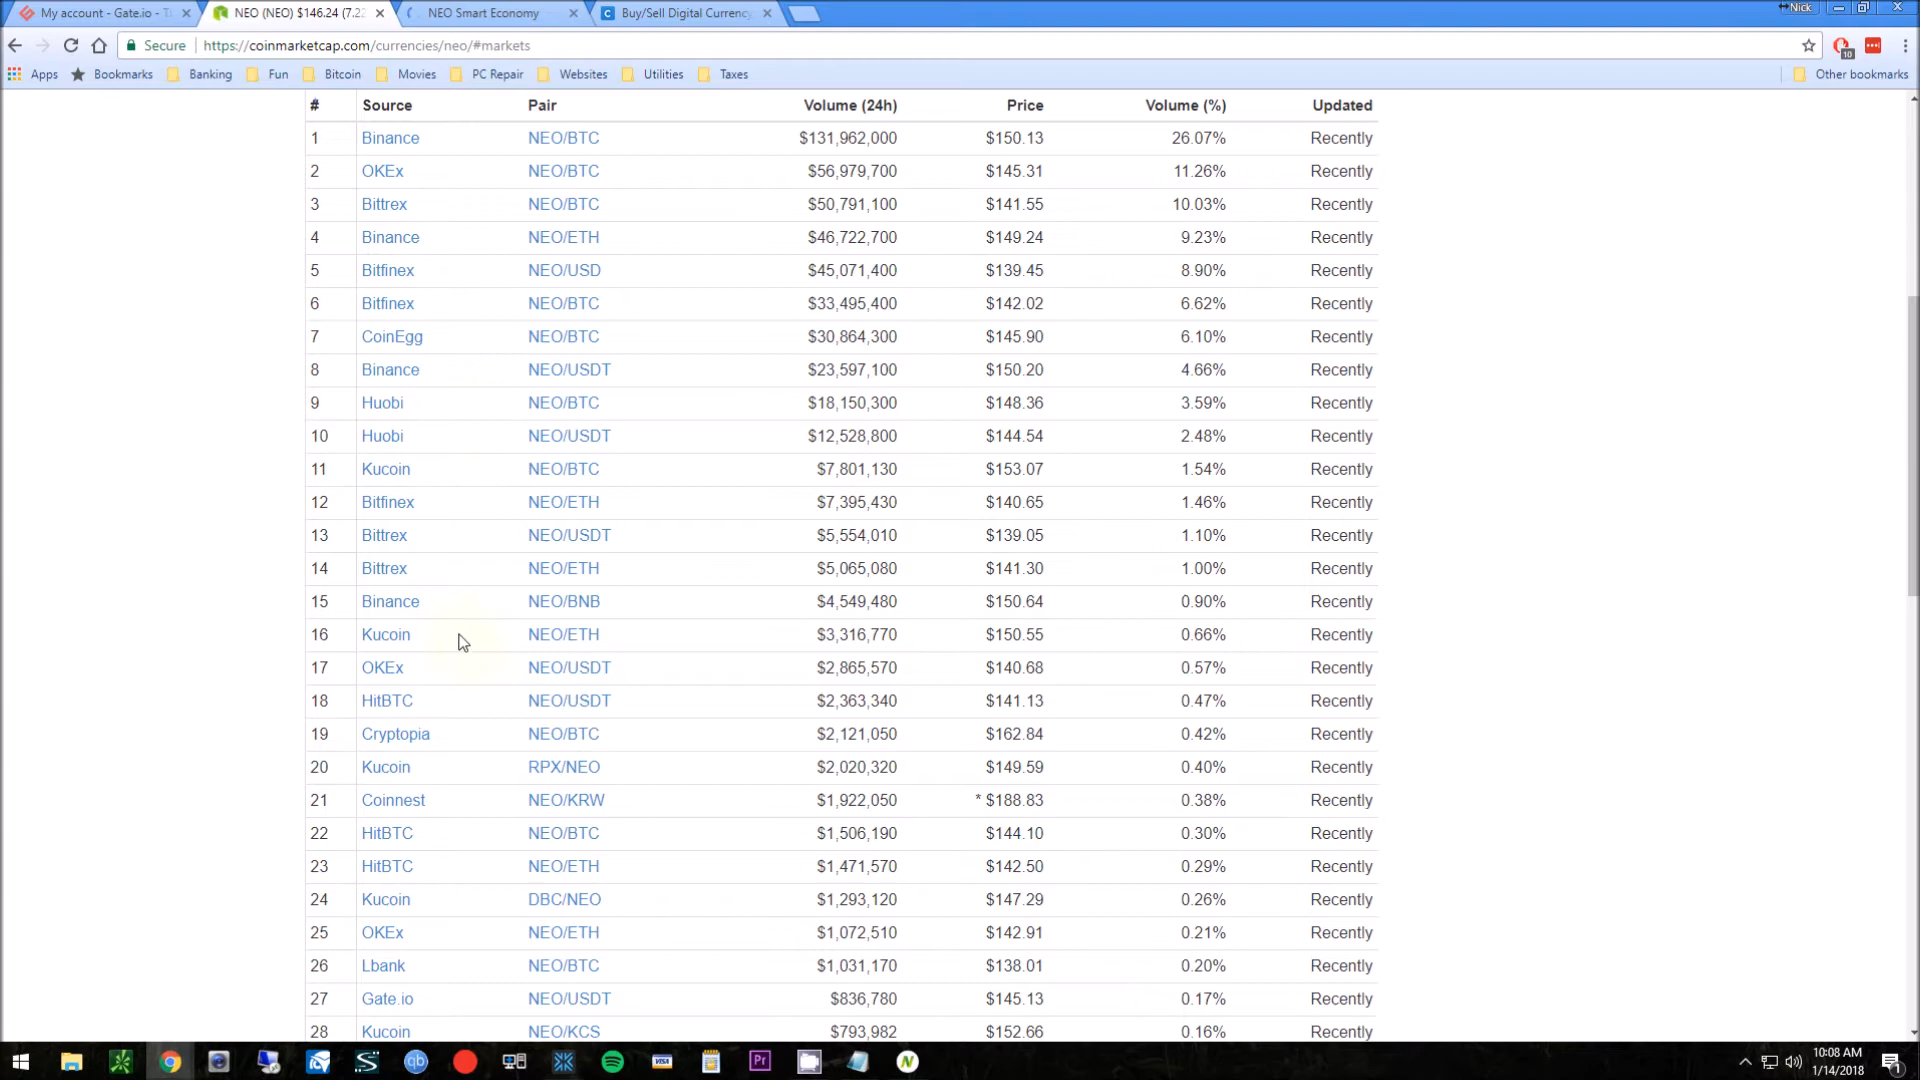 My account - Gate.io - T
NEO (NEO) $146.24 (7.22
NEO Smart Economy
Buy/Sell Digital Currency
Nick
Secure https://coinmarketcap.com/currencies/neo/#markets
10
Apps Bookmarks Banking Fun Bitcoin Movies PC Repair Websites Utilities Taxes Other bookmarks
# Source Pair Volume (24h) Price Volume (%) Updated
1 Binance NEO/BTC $131,962,000 $150.13 26.07% Recently
2 OKEx NEO/BTC $56,979,700 $145.31 11.26% Recently
3 Bittrex NEO/BTC $50,791,100 $141.55 10.03% Recently
4 Binance NEO/ETH $46,722,700 $149.24 9.23% Recently
5 Bitfinex NEO/USD $45,071,400 $139.45 8.90% Recently
6 Bitfinex NEO/BTC $33,495,400 $142.02 6.62% Recently
7 CoinEgg NEO/BTC $30,864,300 $145.90 6.10% Recently
8 Binance NEO/USDT $23,597,100 $150.20 4.66% Recently
9 Huobi NEO/BTC $18,150,300 $148.36 3.59% Recently
10 Huobi NEO/USDT $12,528,800 $144.54 2.48% Recently
11 Kucoin NEO/BTC $7,801,130 $153.07 1.54% Recently
12 Bitfinex NEO/ETH $7,395,430 $140.65 1.46% Recently
13 Bittrex NEO/USDT $5,554,010 $139.05 1.10% Recently
14 Bittrex NEO/ETH $5,065,080 $141.30 1.00% Recently
15 Binance NEO/BNB $4,549,480 $150.64 0.90% Recently
16 Kucoin NEO/ETH $3,316,770 $150.55 0.66% Recently
17 OKEx NEO/USDT $2,865,570 $140.68 0.57% Recently
18 HitBTC NEO/USDT $2,363,340 $141.13 0.47% Recently
19 Cryptopia NEO/BTC $2,121,050 $162.84 0.42% Recently
20 Kucoin RPX/NEO $2,020,320 $149.59 0.40% Recently
21 Coinnest NEO/KRW $1,922,050 * $188.83 0.38% Recently
22 HitBTC NEO/BTC $1,506,190 $144.10 0.30% Recently
23 HitBTC NEO/ETH $1,471,570 $142.50 0.29% Recently
24 Kucoin DBC/NEO $1,293,120 $147.29 0.26% Recently
25 OKEx NEO/ETH $1,072,510 $142.91 0.21% Recently
26 Lbank NEO/BTC $1,031,170 $138.01 0.20% Recently
27 Gate.io NEO/USDT $836,780 $145.13 0.17% Recently
28 Kucoin NEO/KCS $793,982 $152.66 0.16% Recently
qb VISA Pr N
10:08 AM
1/14/2018
1